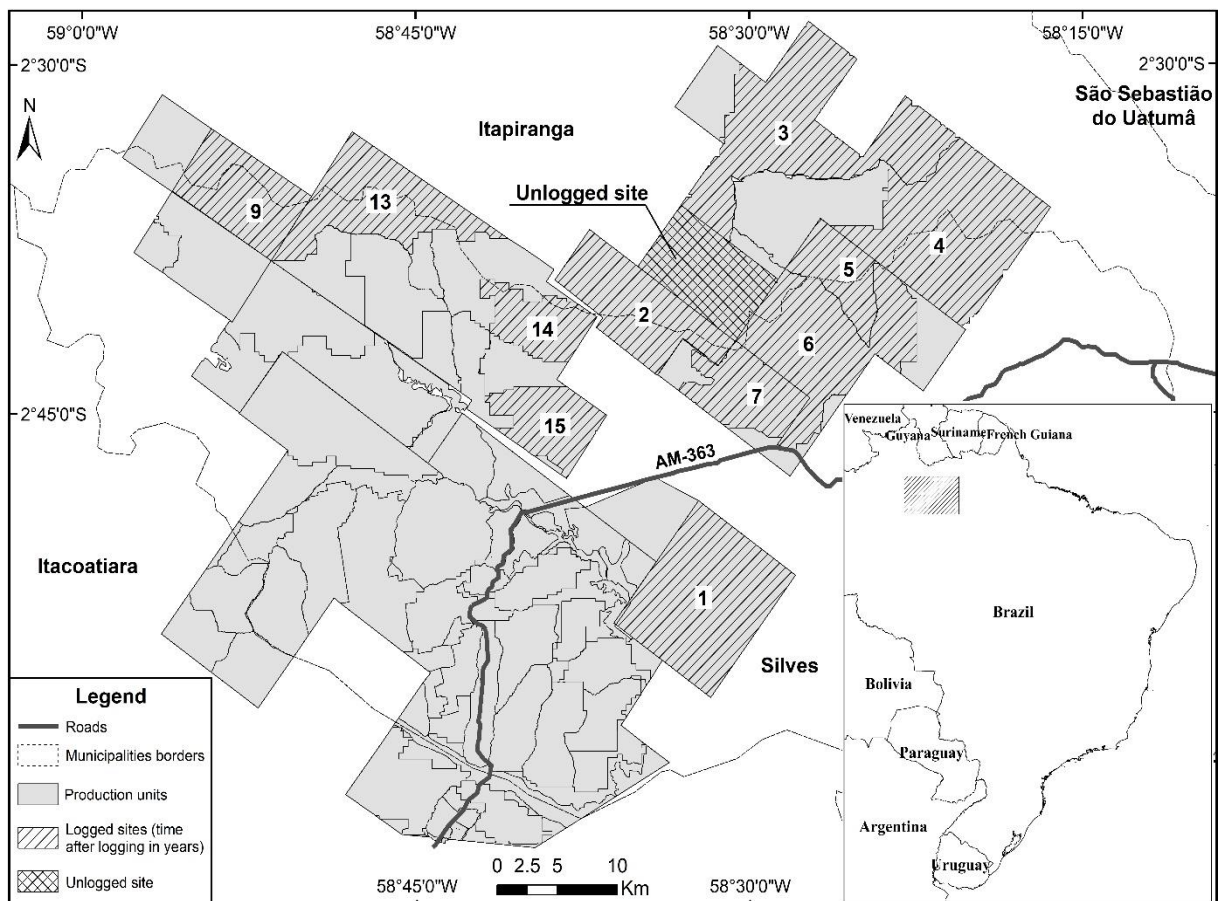 59°0'0"W
58°45'0"W
58°30'0"W
58°15'0"W
2°30'0"S
2°30'0"S
São Sebastião
do Uatumâ
N
Itapiranga
3
Unlogged site
9
13
4
5
2
14
6
7
2°45'0"S
15
AM-363
Itacoatiara
1
Silves
Venezuela
Guyana
Suriname
French Guiana
Brazil
Bolivia
Paraguay
Argentina
Uruguay
Legend
Roads
Municipalities borders
Production units
Logged sites (time
after logging in years)
Unlogged site
0 2.5 5 10
Km
58°45'0"W
58°30'0"W